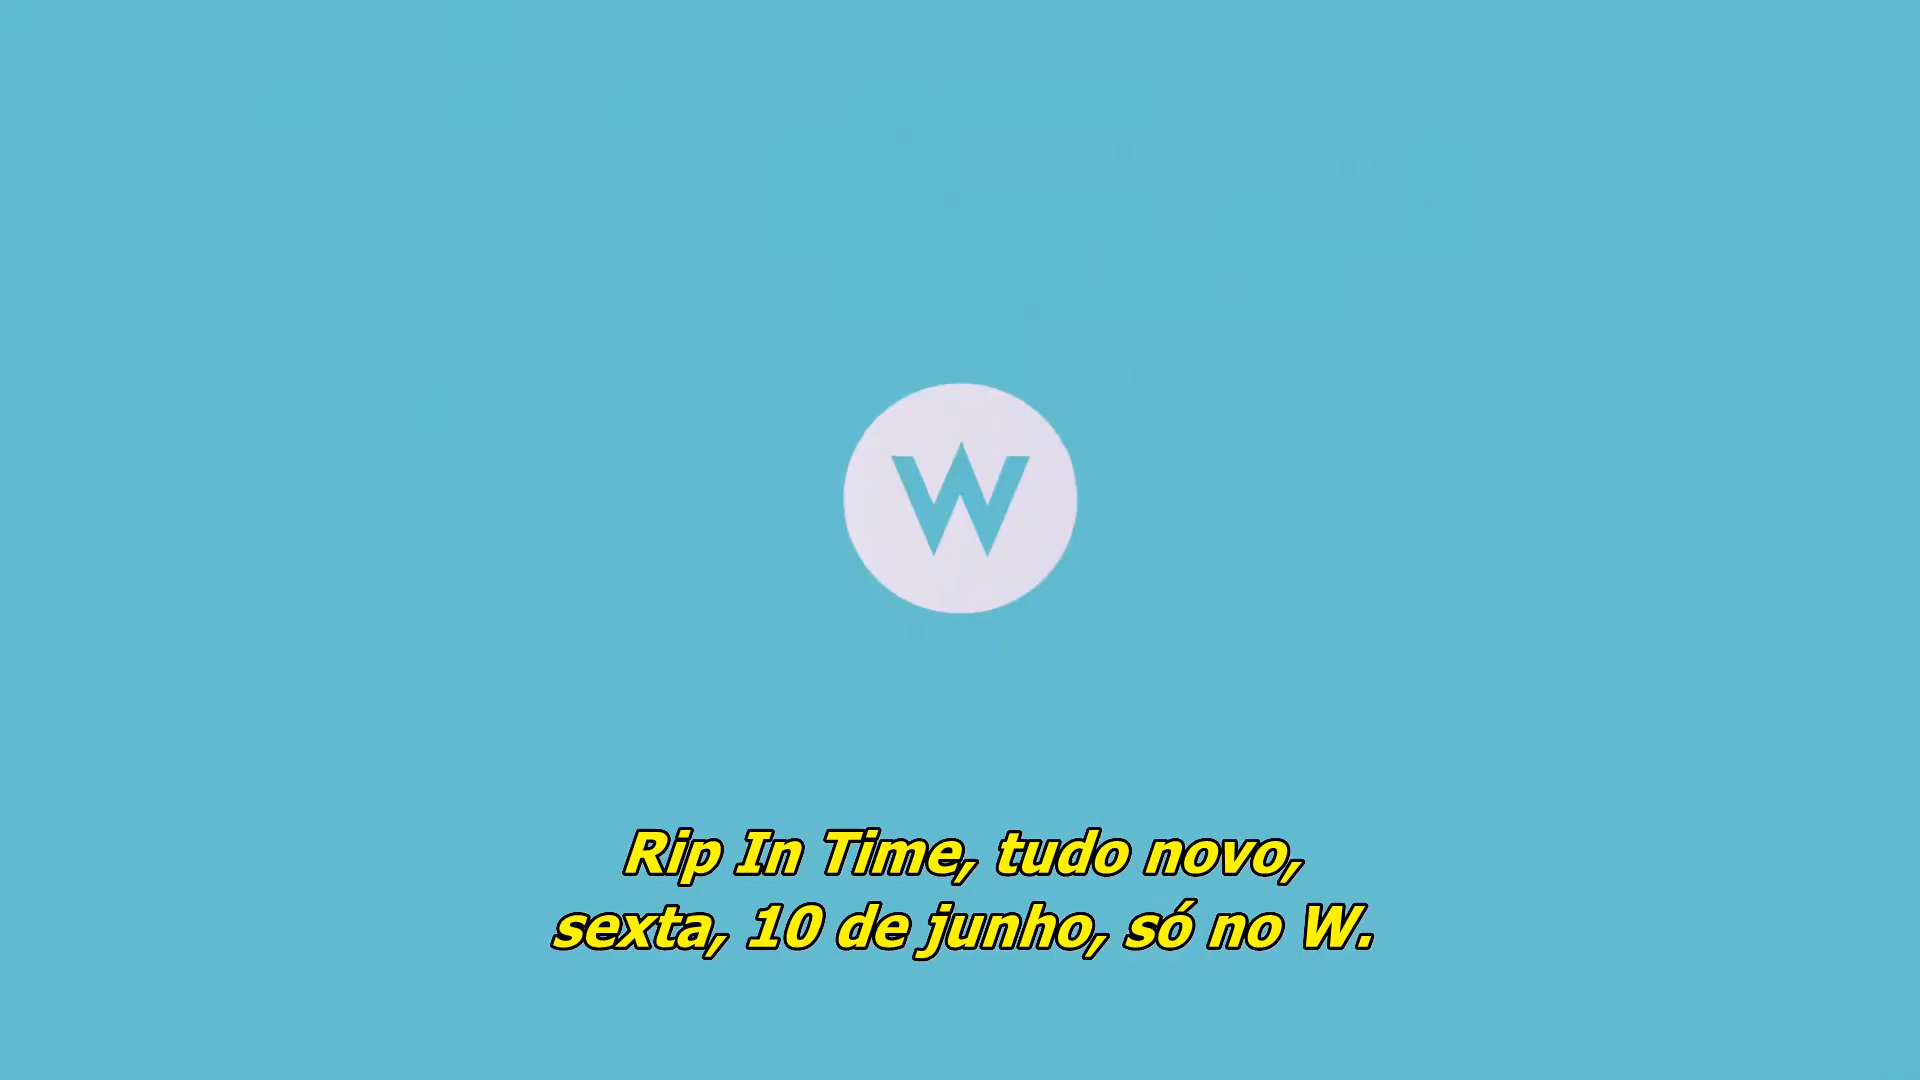 W
Rip In Time, tudo novo,
sexta, 10 de junho, só no W.